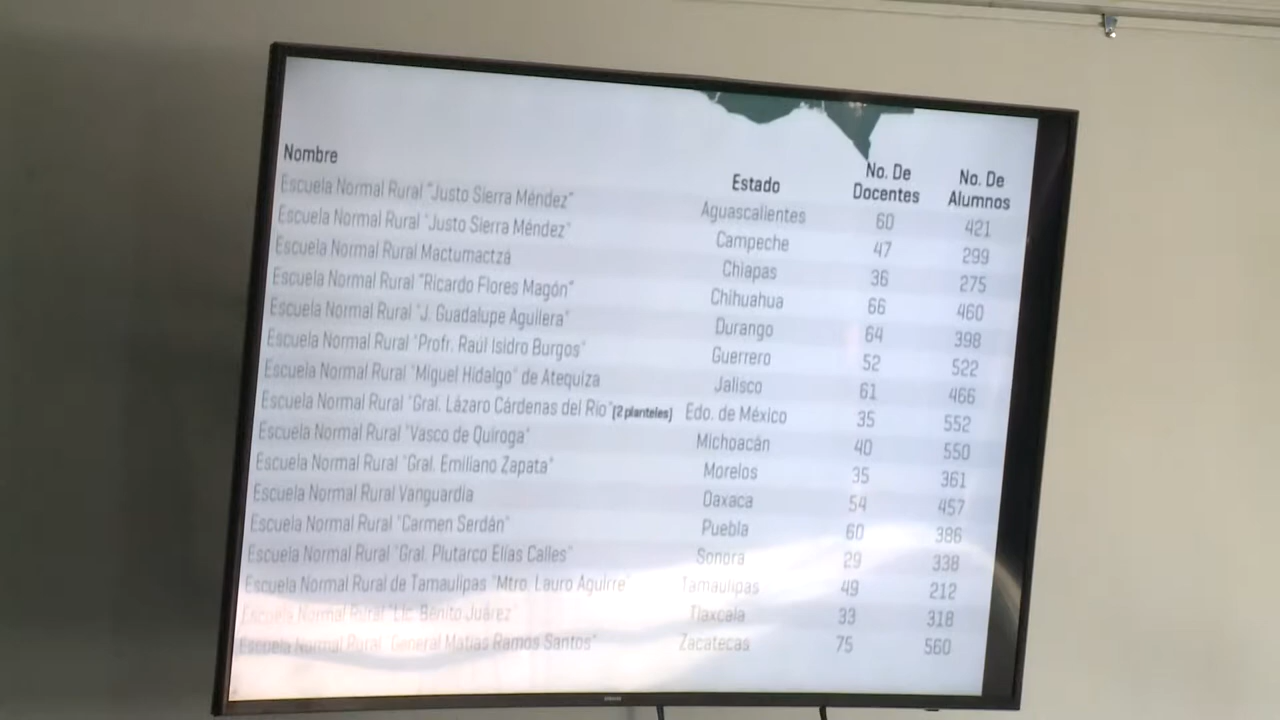 Nombre Estado No. De Docentes No. De Alumnos
Escuela Normal Rural "Justo Sierra Méndez" Aguascalientes 60 421
Escuela Normal Rural "Justo Sierra Méndez" Campeche 47 299
Escuela Normal Rural Mactumactzá Chiapas 36 275
Escuela Normal Rural "Ricardo Flores Magón" Chihuahua 66 460
Escuela Normal Rural "J. Guadalupe Aguilera" Durango 64 398
Escuela Normal Rural "Profr. Raúl Isidro Burgos" Guerrero 52 522
Escuela Normal Rural "Miguel Hidalgo" de Atequiza Jalisco 61 466
Escuela Normal Rural "Gral. Lázaro Cárdenas del Río" (2 planteles) Edo. de México 35 552
Escuela Normal Rural "Vasco de Quiroga" Michoacán 40 550
Escuela Normal Rural "Gral. Emiliano Zapata" Morelos 35 361
Escuela Normal Rural Vanguardia Oaxaca 54 457
Escuela Normal Rural "Carmen Serdán" Puebla 60 386
Escuela Normal Rural "Gral. Plutarco Elías Calles" Sonora 29 338
Escuela Normal Rural de Tamaulipas "Mtro. Lauro Aguirre" Tamaulipas 49 212
Escuela Normal Rural "Lic. Benito Juárez" Tlaxcala 33 318
Escuela Normal Rural. General Matías Ramos Santos" Zacatecas 75 560